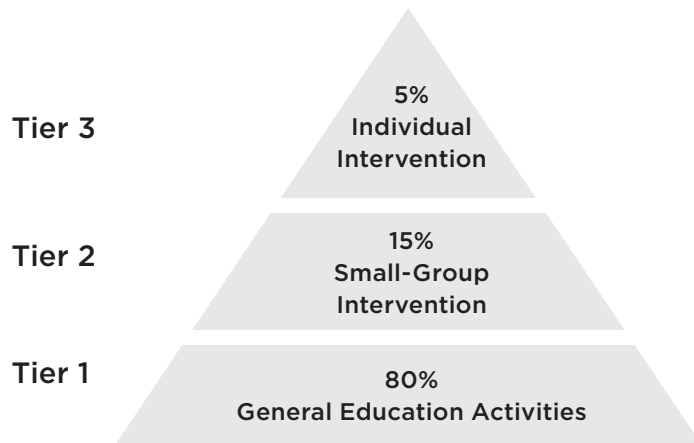 Tier 3
5%
Individual
Intervention
Tier 2
15%
Small-Group
Intervention
Tier 1
80%
General Education Activities